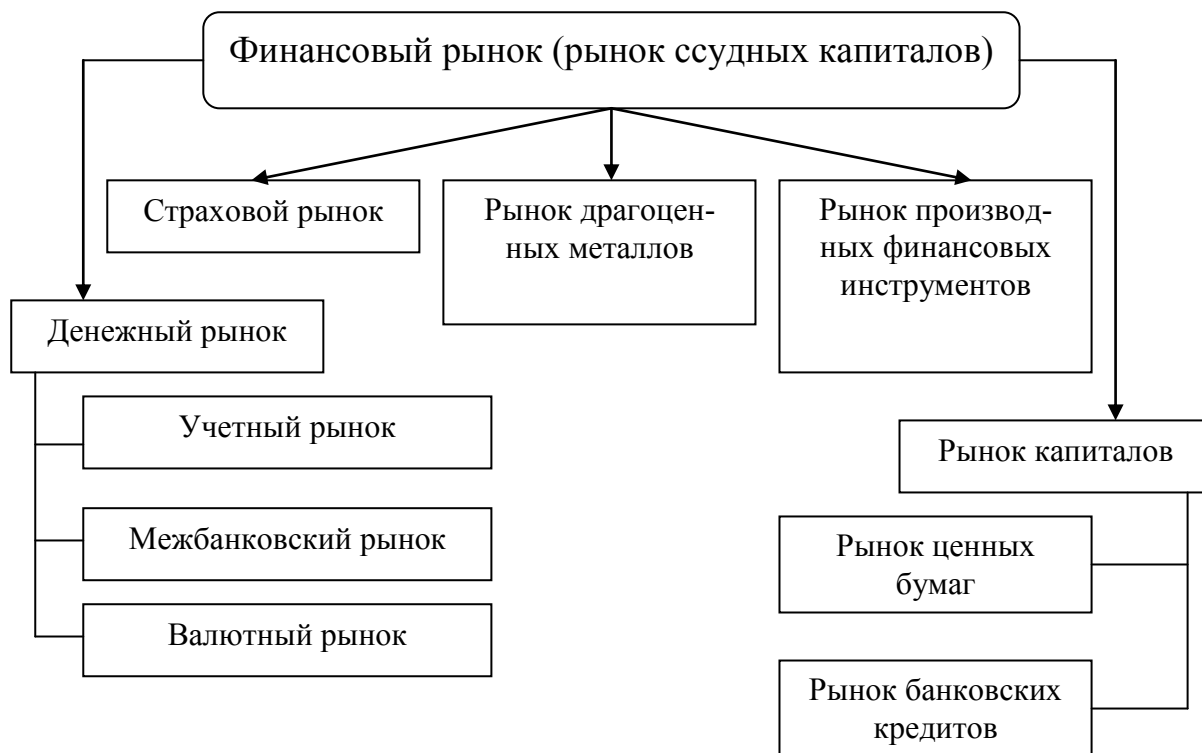 Финансовый рынок (рынок ссудных капиталов)
Страховой рынок
Рынок драгоцен-
ных металлов
Рынок производ-
ных финансовых
инструментов
Денежный рынок
Учетный рынок
Межбанковский рынок
Валютный рынок
Рынок капиталов
Рынок ценных
бумаг
Рынок банковских
кредитов